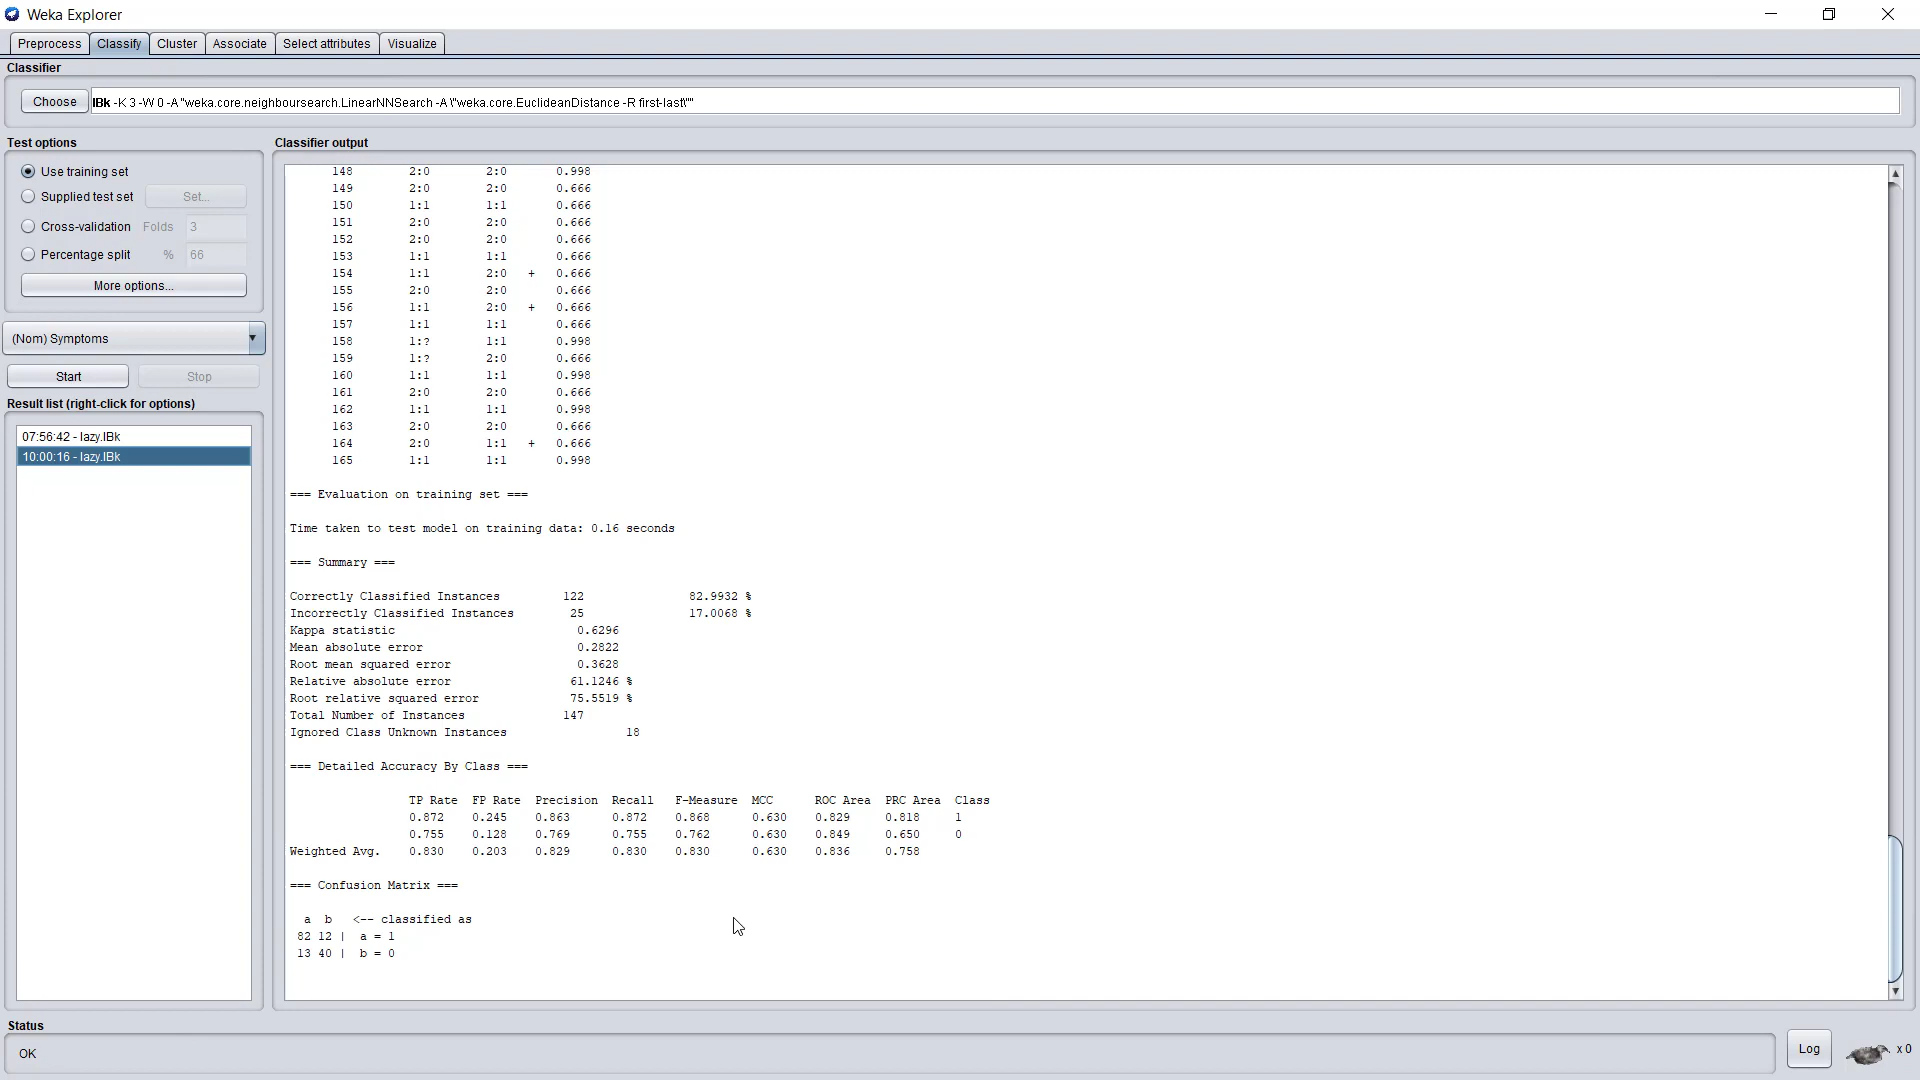 Weka Explorer
Preprocess Classify Cluster Associate Select attributes Visualize
Classifier
Choose IBk -K 3 -W 0 -A "weka.core.neighboursearch.LinearNNSearch -A \"weka.core.EuclideanDistance -R first-last\""
Test options
Use training set
Supplied test set Set...
Cross-validation Folds 3
Percentage split % 66
More options...
(Nom) Symptoms
Start Stop
Result list (right-click for options)
07:56:42 - lazy.IBk
10:00:16 - lazy.IBk
Classifier output
148 2:0 2:0 0.998
149 2:0 2:0 0.666
150 1:1 1:1 0.666
151 2:0 2:0 0.666
152 2:0 2:0 0.666
153 1:1 1:1 0.666
154 1:1 2:0 + 0.666
155 2:0 2:0 0.666
156 1:1 2:0 + 0.666
157 1:1 1:1 0.666
158 1:? 1:1 0.998
159 1:? 2:0 0.666
160 1:1 1:1 0.998
161 2:0 2:0 0.666
162 1:1 1:1 0.998
163 2:0 2:0 0.666
164 2:0 1:1 + 0.666
165 1:1 1:1 0.998
=== Evaluation on training set ===
Time taken to test model on training data: 0.16 seconds
=== Summary ===
Correctly Classified Instances 122 82.9932 %
Incorrectly Classified Instances 25 17.0068 %
Kappa statistic 0.6296
Mean absolute error 0.2822
Root mean squared error 0.3628
Relative absolute error 61.1246 %
Root relative squared error 75.5519 %
Total Number of Instances 147
Ignored Class Unknown Instances 18
=== Detailed Accuracy By Class ===
TP Rate FP Rate Precision Recall F-Measure MCC ROC Area PRC Area Class
0.872 0.245 0.863 0.872 0.868 0.630 0.829 0.818 1
0.755 0.128 0.769 0.755 0.762 0.630 0.849 0.650 0
Weighted Avg. 0.830 0.203 0.829 0.830 0.830 0.630 0.836 0.758
=== Confusion Matrix ===
a b <-- classified as
82 12 | a = 1
13 40 | b = 0
Status
OK
Log x 0